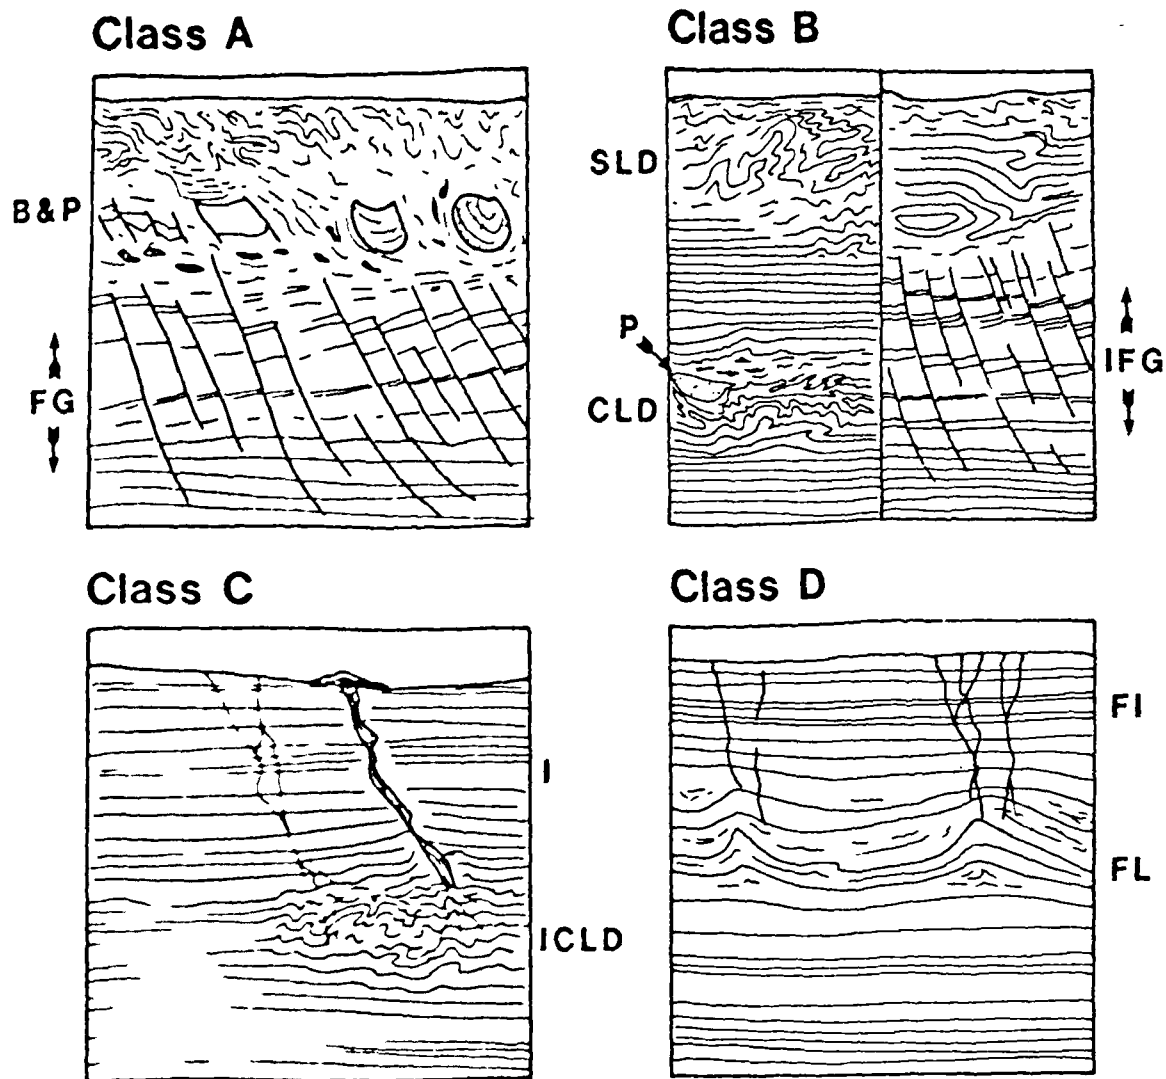 Class A
B & P
FG
Class B
SLD
P
CLD
IFG
Class C
I
ICLD
Class D
FI
FL